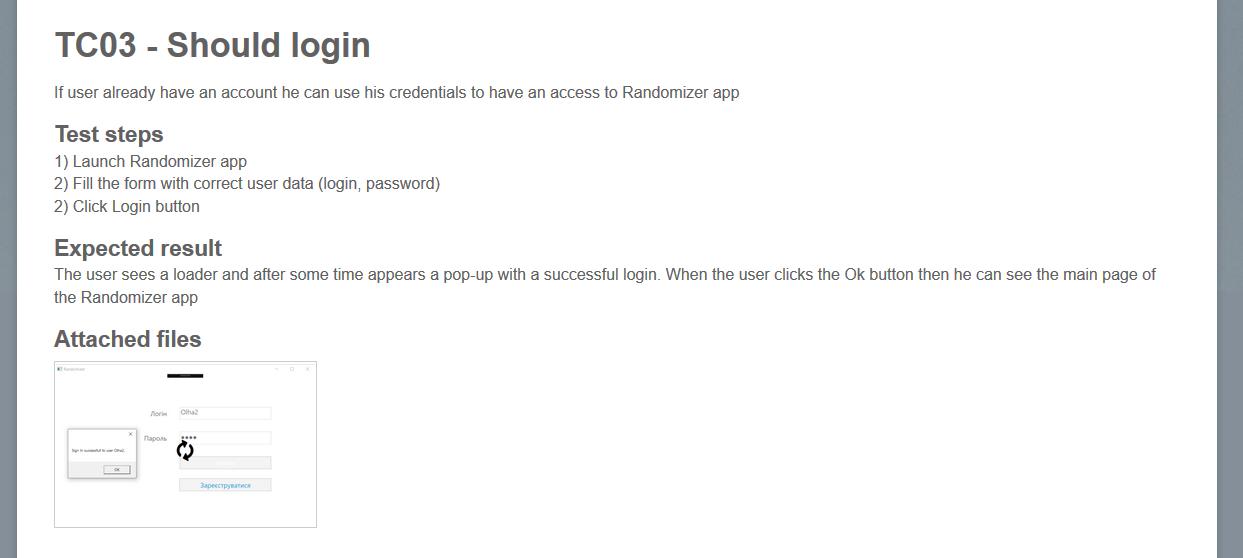 TC03 - Should login
If user already have an account he can use his credentials to have an access to Randomizer app
Test steps
1) Launch Randomizer app
2) Fill the form with correct user data (login, password)
2) Click Login button
Expected result
The user sees a loader and after some time appears a pop-up with a successful login. When the user clicks the Ok button then he can see the main page of
the Randomizer app
Attached files
Randomizer
Логін
Olha2
Пароль
Sign in successfull to user Olha2.
OK
Зареєструватися